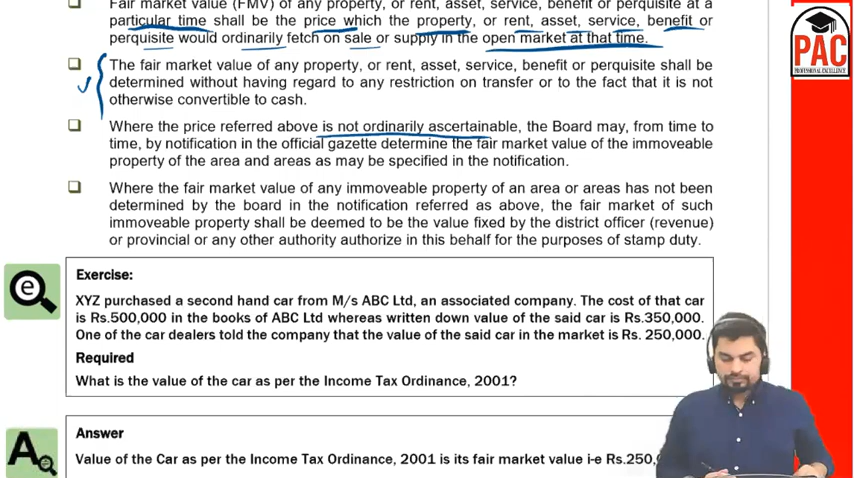 Fair market value (FMV) of any property, or rent, asset, service, benefit or perquisite at a
particular time shall be the price which the property, or rent, asset, service, benefit or
perquisite would ordinarily fetch on sale or supply in the open market at that time.
The fair market value of any property, or rent, asset, service, benefit or perquisite shall be
determined without having regard to any restriction on transfer or to the fact that it is not
otherwise convertible to cash.
Where the price referred above is not ordinarily ascertainable, the Board may, from time to
time, by notification in the official gazette determine the fair market value of the immoveable
property of the area and areas as may be specified in the notification.
Where the fair market value of any immoveable property of an area or areas has not been
determined by the board in the notification referred as above, the fair market of such
immoveable property shall be deemed to be the value fixed by the district officer (revenue)
or provincial or any other authority authorize in this behalf for the purposes of stamp duty.
e
Exercise:
XYZ purchased a second hand car from M/s ABC Ltd, an associated company. The cost of that car
is Rs.500,000 in the books of ABC Ltd whereas written down value of the said car is Rs.350,000.
One of the car dealers told the company that the value of the said car in the market is Rs. 250,000.
Required
What is the value of the car as per the Income Tax Ordinance, 2001?
A
Answer
Value of the Car as per the Income Tax Ordinance, 2001 is its fair market value i-e Rs.250,
PAC
PROFESSIONAL EXCELLENCE